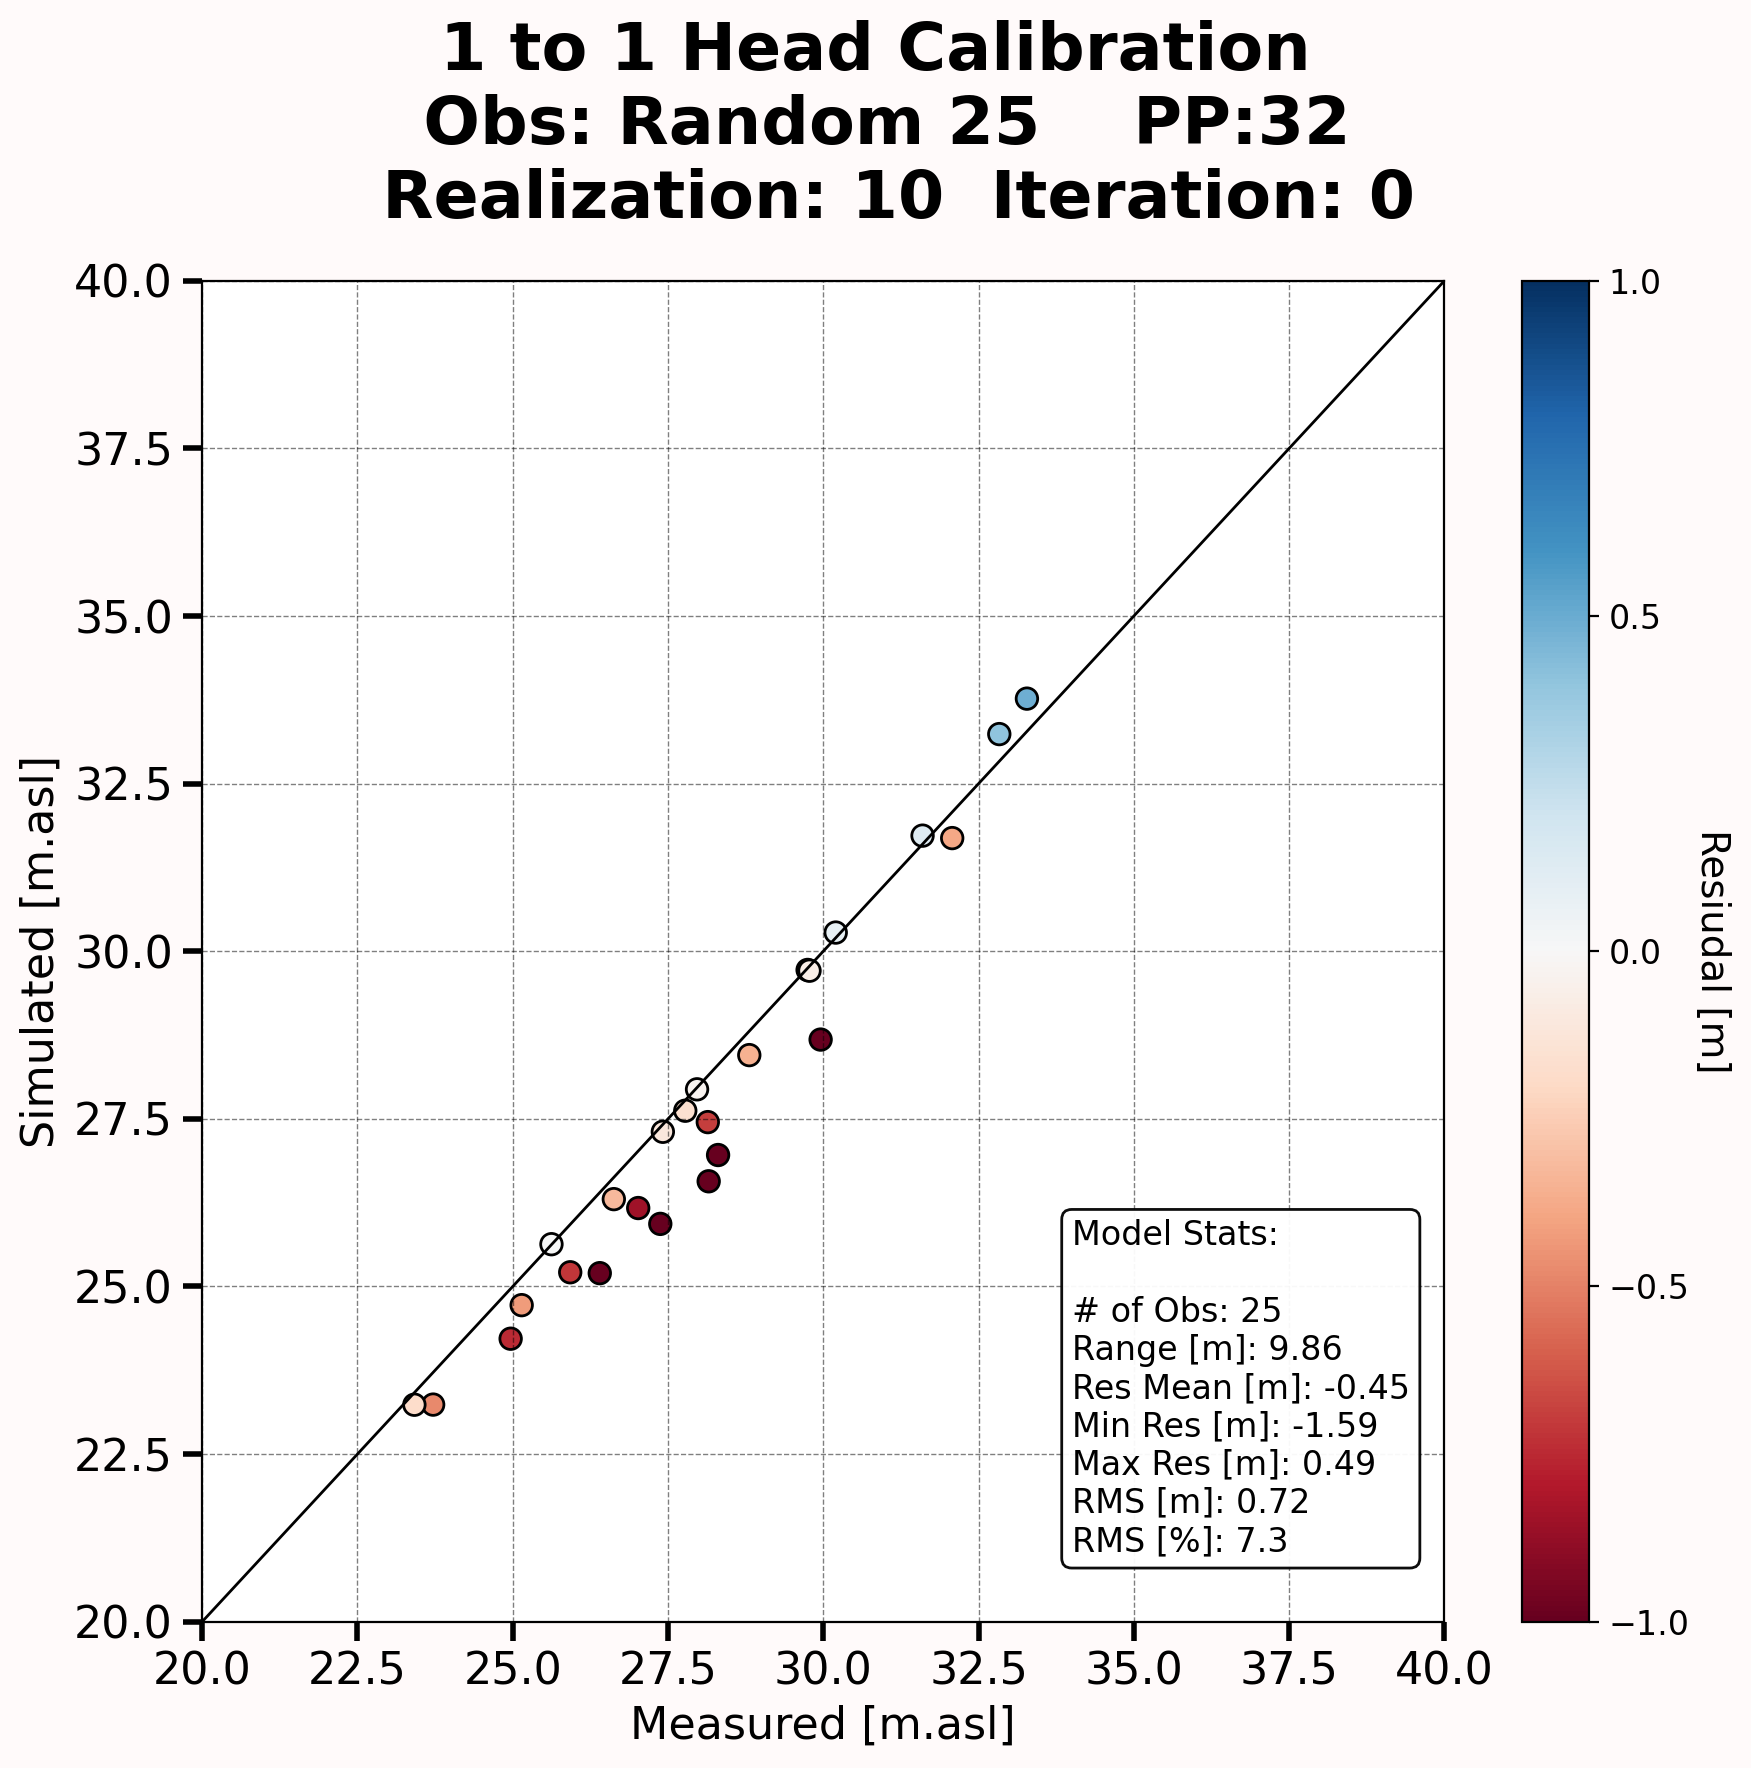 1 to 1 Head Calibration
Obs: Random 25    PP:32
Realization: 10  Iteration: 0
40.0
37.5
35.0
32.5
30.0
27.5
25.0
22.5
20.0
Simulated [m.asl]
20.0 22.5 25.0 27.5 30.0 32.5 35.0 37.5 40.0
Measured [m.asl]
Model Stats:
# of Obs: 25
Range [m]: 9.86
Res Mean [m]: -0.45
Min Res [m]: -1.59
Max Res [m]: 0.49
RMS [m]: 0.72
RMS [%]: 7.3
1.0
0.5
0.0
−0.5
−1.0
Resiudal [m]